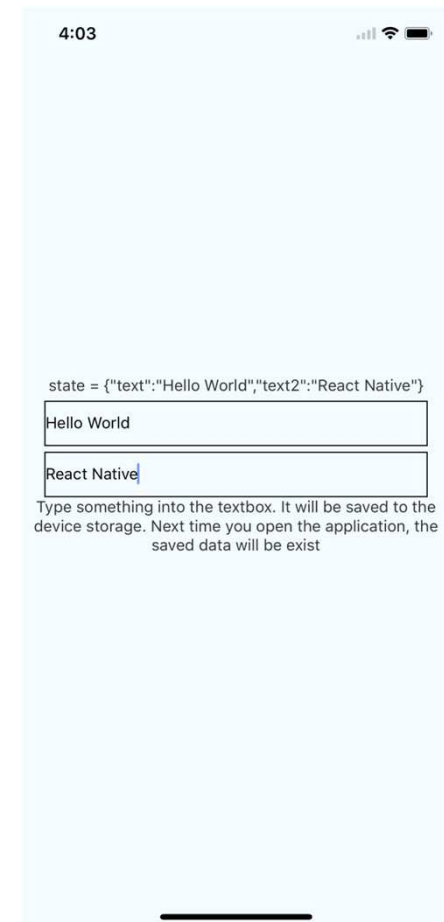 4:03
state = {"text":"Hello World","text2":"React Native"}
Hello World
React Native
Type something into the textbox. It will be saved to the
device storage. Next time you open the application, the
saved data will be exist